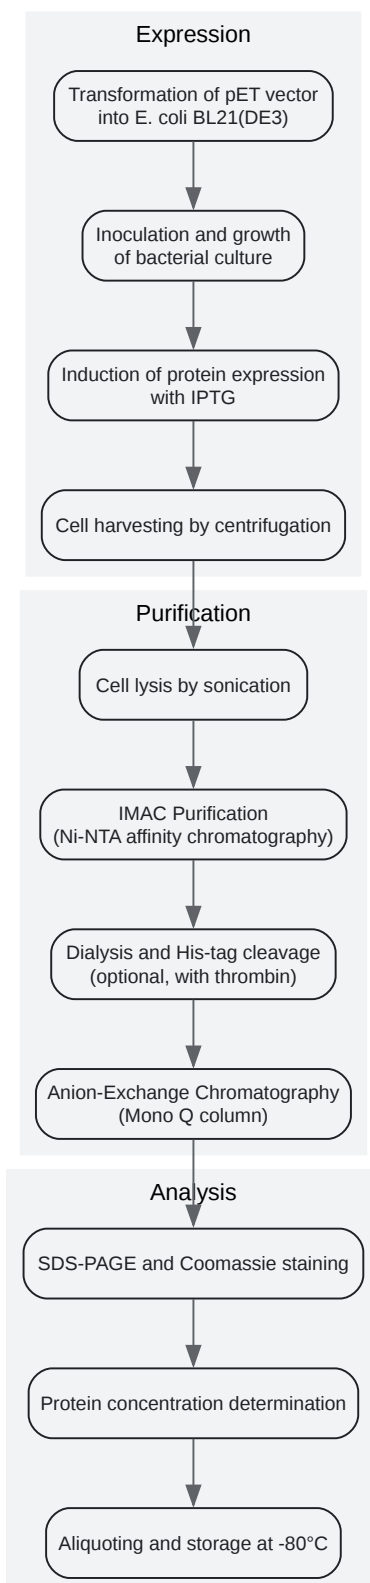 Expression
Transformation of pET vector
into E. coli BL21(DE3)
Inoculation and growth
of bacterial culture
Induction of protein expression
with IPTG
Cell harvesting by centrifugation
Purification
Cell lysis by sonication
IMAC Purification
(Ni-NTA affinity chromatography)
Dialysis and His-tag cleavage
(optional, with thrombin)
Anion-Exchange Chromatography
(Mono Q column)
Analysis
SDS-PAGE and Coomassie staining
Protein concentration determination
Aliquoting and storage at -80°C